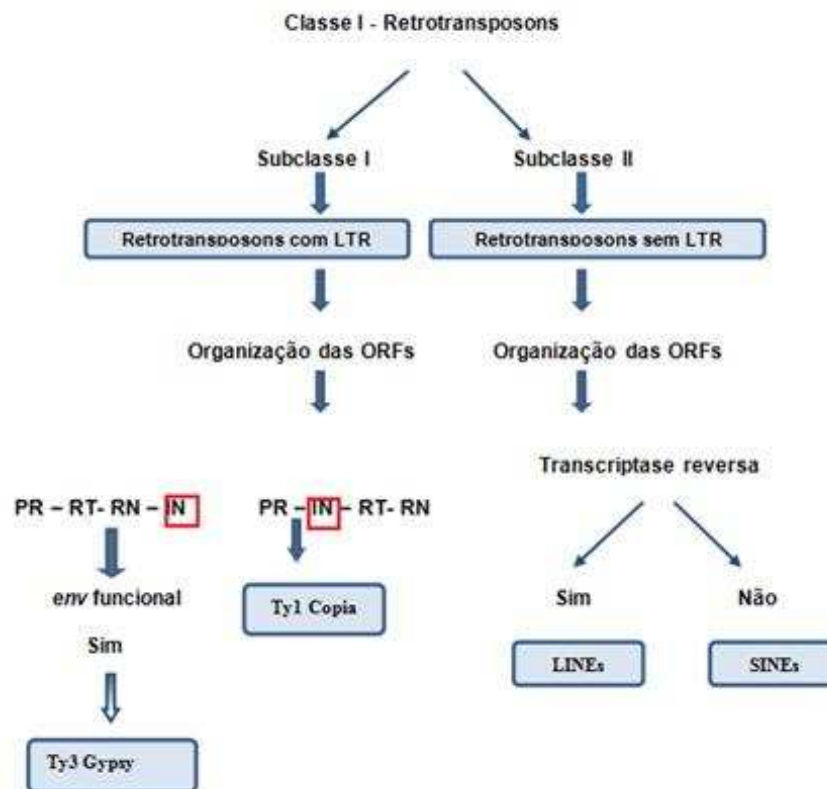 Classe I - Retrotransposons
Subclasse I
Subclasse II
Retrotransposons com LTR
Retrotransposons sem LTR
Organização das ORFs
Organização das ORFs
Transcriptase reversa
PR – RT- RN – IN
PR – IN – RT- RN
env funcional
Ty1 Copia
Sim
Não
Sim
LINEs
SINEs
Ty3 Gypsy